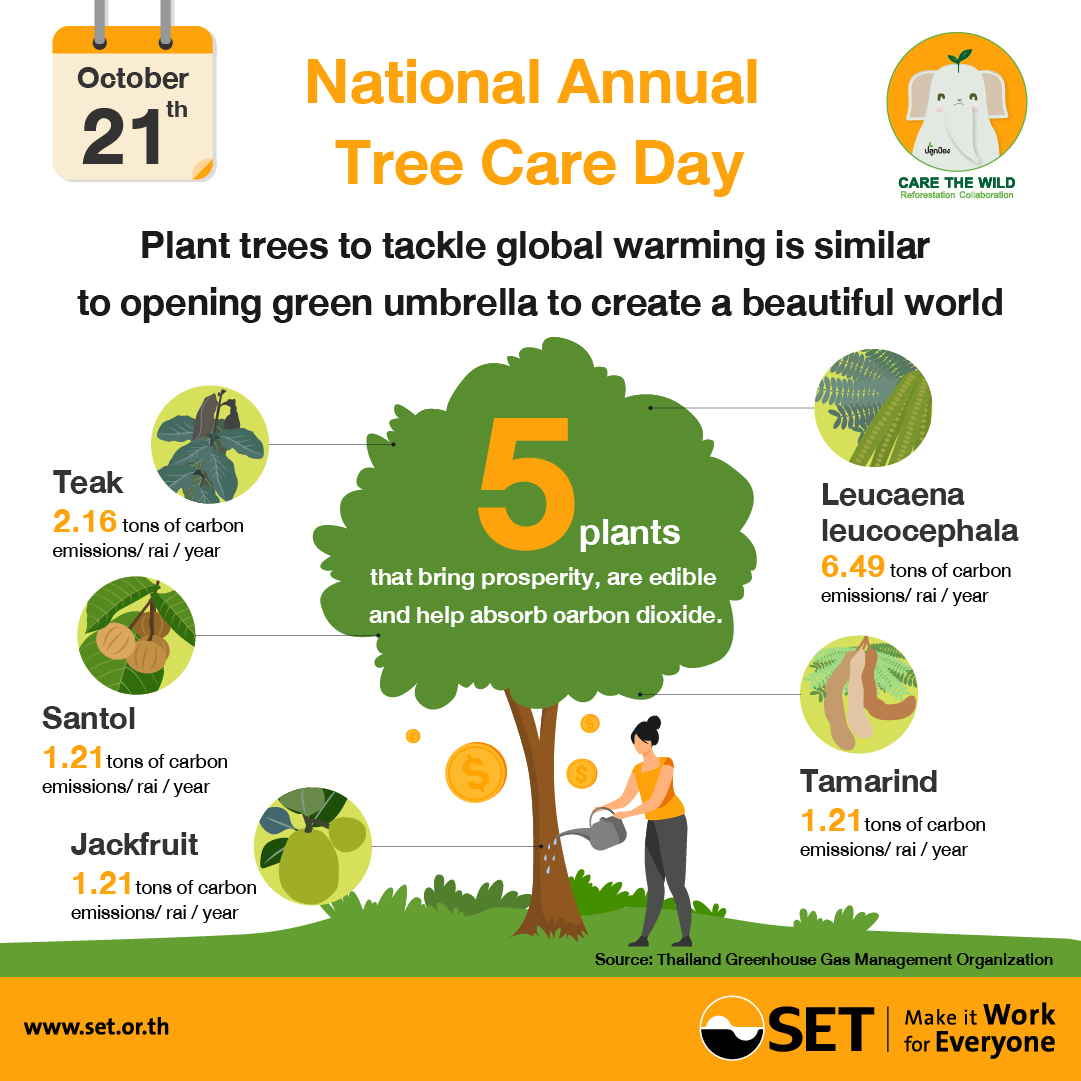 October
21th
National Annual
Tree Care Day
ปลูกป้อง
CARE THE WILD
Reforestation Collaboration
Plant trees to tackle global warming is similar
to opening green umbrella to create a beautiful world
5 plants
that bring prosperity, are edible
and help absorb oarbon dioxide.
Teak
2.16 tons of carbon
emissions/ rai / year
Leucaena
leucocephala
6.49 tons of carbon
emissions/ rai / year
Santol
1.21 tons of carbon
emissions/ rai / year
Tamarind
1.21 tons of carbon
emissions/ rai / year
Jackfruit
1.21 tons of carbon
emissions/ rai / year
$
$
$
Source: Thailand Greenhouse Gas Management Organization
www.set.or.th
SET
Make it Work
for Everyone